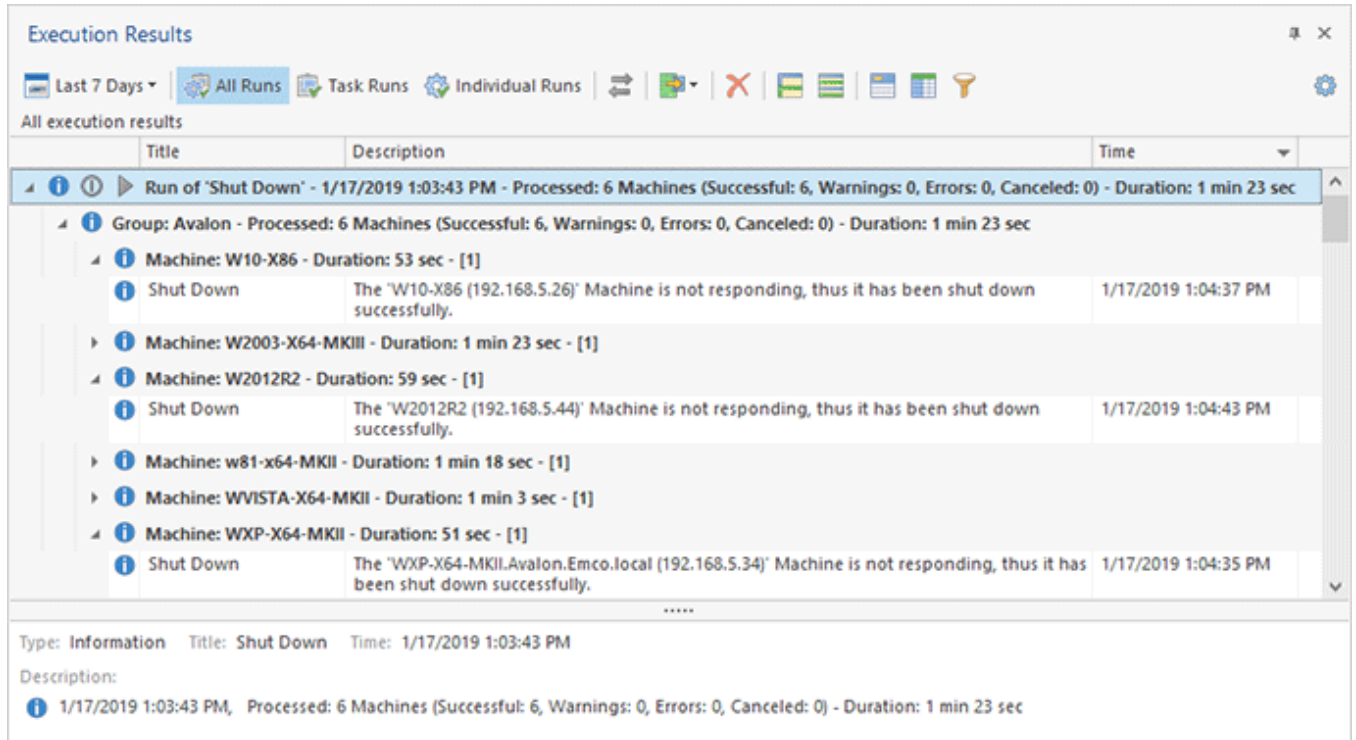 Execution Results
Last 7 Days All Runs Task Runs Individual Runs
All execution results
Title Description Time
Run of 'Shut Down' - 1/17/2019 1:03:43 PM - Processed: 6 Machines (Successful: 6, Warnings: 0, Errors: 0, Canceled: 0) - Duration: 1 min 23 sec
Group: Avalon - Processed: 6 Machines (Successful: 6, Warnings: 0, Errors: 0, Canceled: 0) - Duration: 1 min 23 sec
Machine: W10-X86 - Duration: 53 sec - [1]
Shut Down The 'W10-X86 (192.168.5.26)' Machine is not responding, thus it has been shut down 1/17/2019 1:04:37 PM
successfully.
Machine: W2003-X64-MKIII - Duration: 1 min 23 sec - [1]
Machine: W2012R2 - Duration: 59 sec - [1]
Shut Down The 'W2012R2 (192.168.5.44)' Machine is not responding, thus it has been shut down 1/17/2019 1:04:43 PM
successfully.
Machine: w81-x64-MKII - Duration: 1 min 18 sec - [1]
Machine: WVISTA-X64-MKII - Duration: 1 min 3 sec - [1]
Machine: WXP-X64-MKII - Duration: 51 sec - [1]
Shut Down The 'WXP-X64-MKII.Avalon.Emco.local (192.168.5.34)' Machine is not responding, thus it has 1/17/2019 1:04:35 PM
been shut down successfully.
Type: Information Title: Shut Down Time: 1/17/2019 1:03:43 PM
Description:
1/17/2019 1:03:43 PM, Processed: 6 Machines (Successful: 6, Warnings: 0, Errors: 0, Canceled: 0) - Duration: 1 min 23 sec